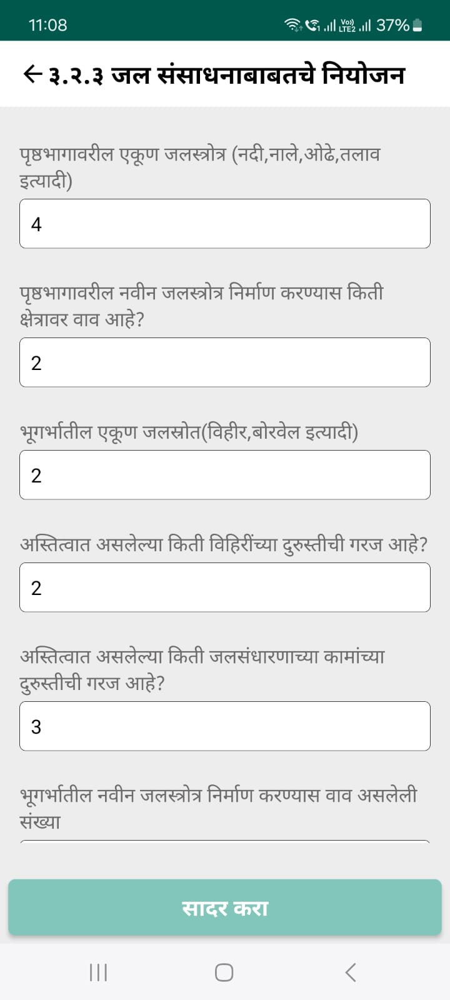 11:08
Vo)) LTE2 37%
३.२.३ जल संसाधनाबाबतचे नियोजन
पृष्ठभागावरील एकूण जलस्त्रोत्र (नदी,नाले,ओढे,तलाव
इत्यादी)
4
पृष्ठभागावरील नवीन जलस्त्रोत्र निर्माण करण्यास किती
क्षेत्रावर वाव आहे?
2
भूगर्भातील एकूण जलस्रोत(विहीर,बोरवेल इत्यादी)
2
अस्तित्वात असलेल्या किती विहिरींच्या दुरुस्तीची गरज आहे?
2
अस्तित्वात असलेल्या किती जलसंधारणाच्या कामांच्या
दुरुस्तीची गरज आहे?
3
भूगर्भातील नवीन जलस्त्रोत्र निर्माण करण्यास वाव असलेली
संख्या
सादर करा